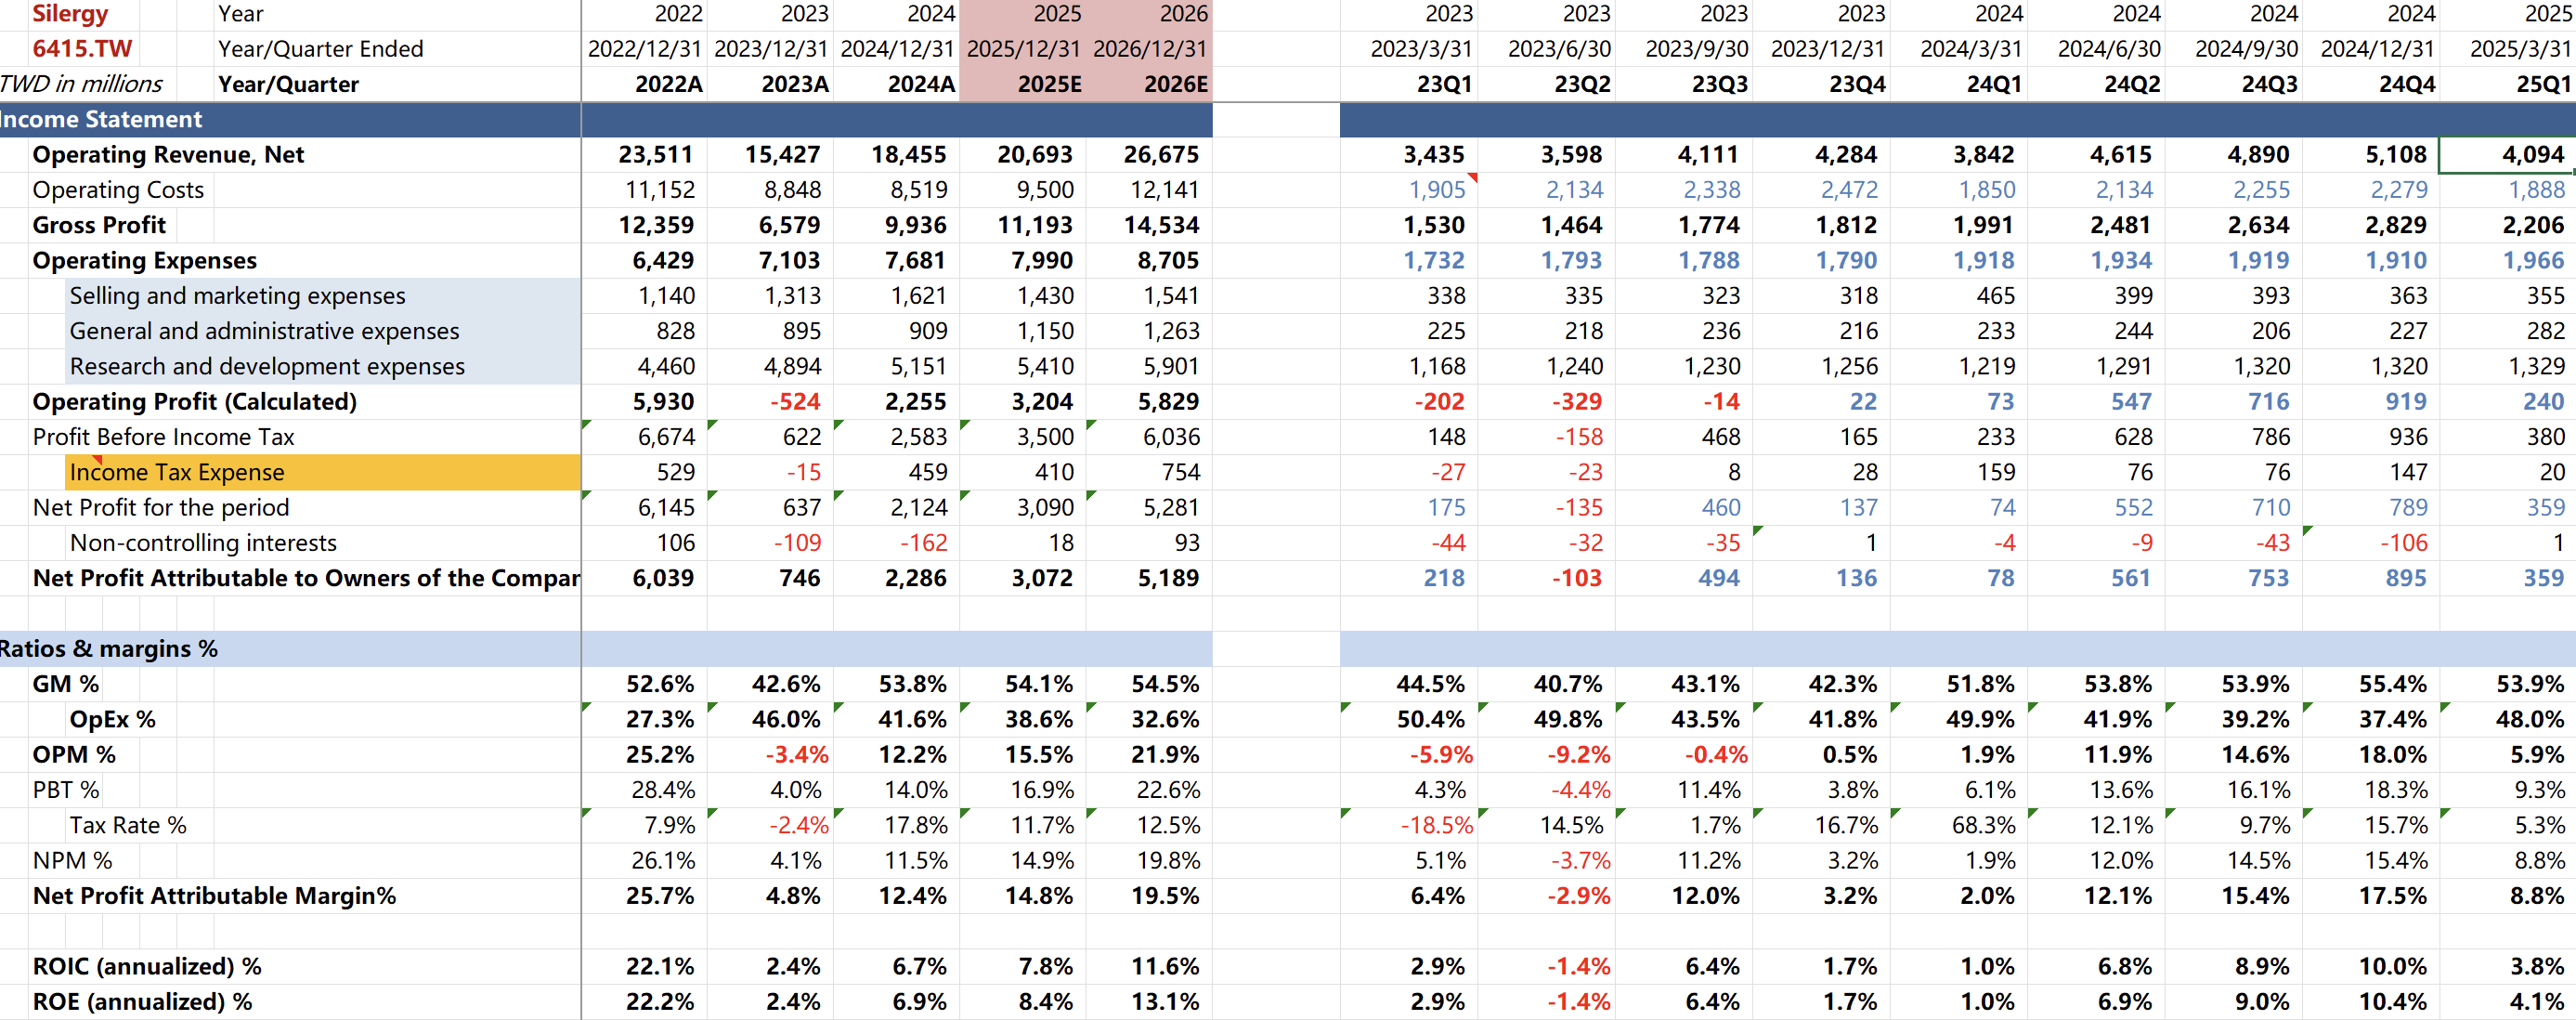 Silergy Year 2022 2023 2024 2025 2026 2023 2023 2023 2023 2024 2024 2024 2024 2025
6415.TW Year/Quarter Ended 2022/12/31 2023/12/31 2024/12/31 2025/12/31 2026/12/31 2023/3/31 2023/6/30 2023/9/30 2023/12/31 2024/3/31 2024/6/30 2024/9/30 2024/12/31 2025/3/31
TWD in millions Year/Quarter 2022A 2023A 2024A 2025E 2026E 23Q1 23Q2 23Q3 23Q4 24Q1 24Q2 24Q3 24Q4 25Q1
Income Statement
Operating Revenue, Net 23,511 15,427 18,455 20,693 26,675 3,435 3,598 4,111 4,284 3,842 4,615 4,890 5,108 4,094
Operating Costs 11,152 8,848 8,519 9,500 12,141 1,905 2,134 2,338 2,472 1,850 2,134 2,255 2,279 1,888
Gross Profit 12,359 6,579 9,936 11,193 14,534 1,530 1,464 1,774 1,812 1,991 2,481 2,634 2,829 2,206
Operating Expenses 6,429 7,103 7,681 7,990 8,705 1,732 1,793 1,788 1,790 1,918 1,934 1,919 1,910 1,966
Selling and marketing expenses 1,140 1,313 1,621 1,430 1,541 338 335 323 318 465 399 393 363 355
General and administrative expenses 828 895 909 1,150 1,263 225 218 236 216 233 244 206 227 282
Research and development expenses 4,460 4,894 5,151 5,410 5,901 1,168 1,240 1,230 1,256 1,219 1,291 1,320 1,320 1,329
Operating Profit (Calculated) 5,930 -524 2,255 3,204 5,829 -202 -329 -14 22 73 547 716 919 240
Profit Before Income Tax 6,674 622 2,583 3,500 6,036 148 -158 468 165 233 628 786 936 380
Income Tax Expense 529 -15 459 410 754 -27 -23 8 28 159 76 76 147 20
Net Profit for the period 6,145 637 2,124 3,090 5,281 175 -135 460 137 74 552 710 789 359
Non-controlling interests 106 -109 -162 18 93 -44 -32 -35 1 -4 -9 -43 -106 1
Net Profit Attributable to Owners of the Compar 6,039 746 2,286 3,072 5,189 218 -103 494 136 78 561 753 895 359
Ratios & margins %
GM % 52.6% 42.6% 53.8% 54.1% 54.5% 44.5% 40.7% 43.1% 42.3% 51.8% 53.8% 53.9% 55.4% 53.9%
OpEx % 27.3% 46.0% 41.6% 38.6% 32.6% 50.4% 49.8% 43.5% 41.8% 49.9% 41.9% 39.2% 37.4% 48.0%
OPM % 25.2% -3.4% 12.2% 15.5% 21.9% -5.9% -9.2% -0.4% 0.5% 1.9% 11.9% 14.6% 18.0% 5.9%
PBT % 28.4% 4.0% 14.0% 16.9% 22.6% 4.3% -4.4% 11.4% 3.8% 6.1% 13.6% 16.1% 18.3% 9.3%
Tax Rate % 7.9% -2.4% 17.8% 11.7% 12.5% -18.5% 14.5% 1.7% 16.7% 68.3% 12.1% 9.7% 15.7% 5.3%
NPM % 26.1% 4.1% 11.5% 14.9% 19.8% 5.1% -3.7% 11.2% 3.2% 1.9% 12.0% 14.5% 15.4% 8.8%
Net Profit Attributable Margin% 25.7% 4.8% 12.4% 14.8% 19.5% 6.4% -2.9% 12.0% 3.2% 2.0% 12.1% 15.4% 17.5% 8.8%
ROIC (annualized) % 22.1% 2.4% 6.7% 7.8% 11.6% 2.9% -1.4% 6.4% 1.7% 1.0% 6.8% 8.9% 10.0% 3.8%
ROE (annualized) % 22.2% 2.4% 6.9% 8.4% 13.1% 2.9% -1.4% 6.4% 1.7% 1.0% 6.9% 9.0% 10.4% 4.1%